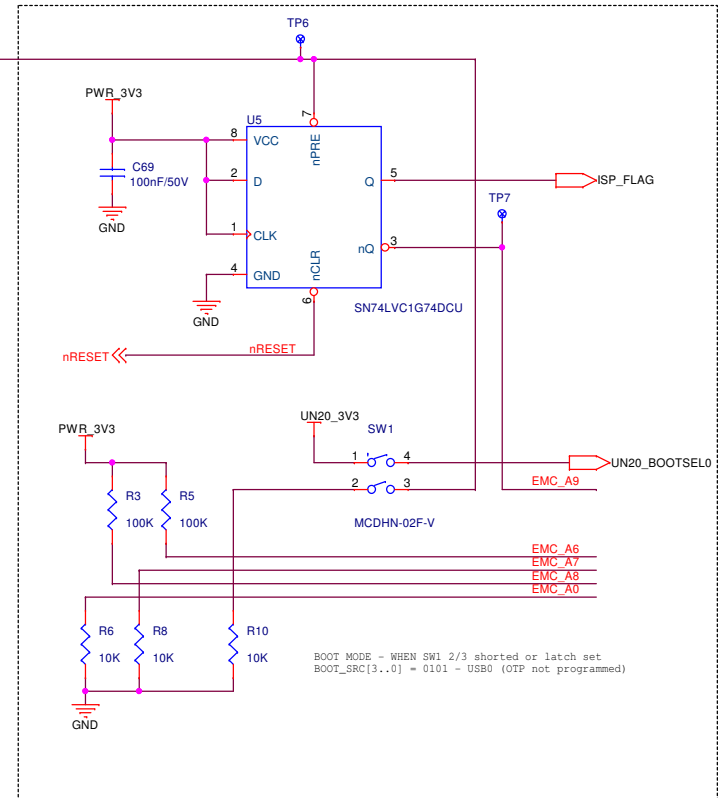 TP6
PWR_3V3
U5
7
8
VCC
nPRE
C69
100nF/50V
2
D
Q
5
ISP_FLAG
TP7
GND
1
CLK
nQ
3
4
GND
nCLR
6
GND
SN74LVC1G74DCU
nRESET
nRESET
UN20_3V3
PWR_3V3
SW1
1
4
UN20_BOOTSEL0
2
3
EMC_A9
R3
R5
100K
100K
MCDHN-02F-V
EMC_A6
EMC_A7
EMC_A8
EMC_A0
R6
R8
R10
10K
10K
10K
BOOT MODE - WHEN SW1 2/3 shorted or latch set
BOOT_SRC[3..0] = 0101 - USB0 (OTP not programmed)
GND